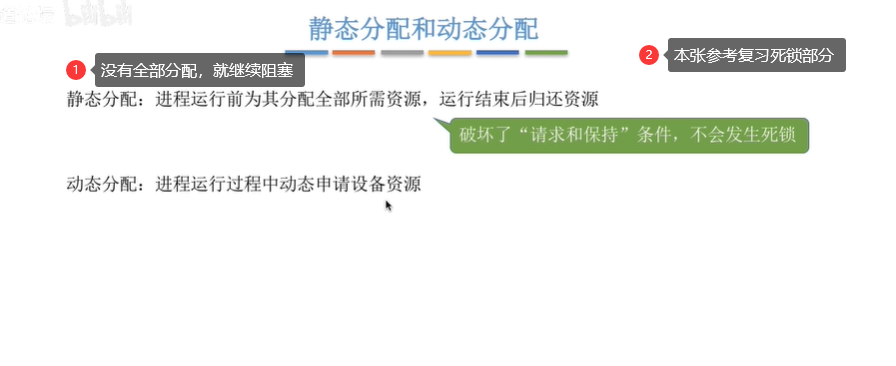 bilibili
静态分配和动态分配
1 没有全部分配，就继续阻塞
2 本张参考复习死锁部分
静态分配：进程运行前为其分配全部所需资源，运行结束后归还资源
破坏了“请求和保持”条件，不会发生死锁
动态分配：进程运行过程中动态申请设备资源